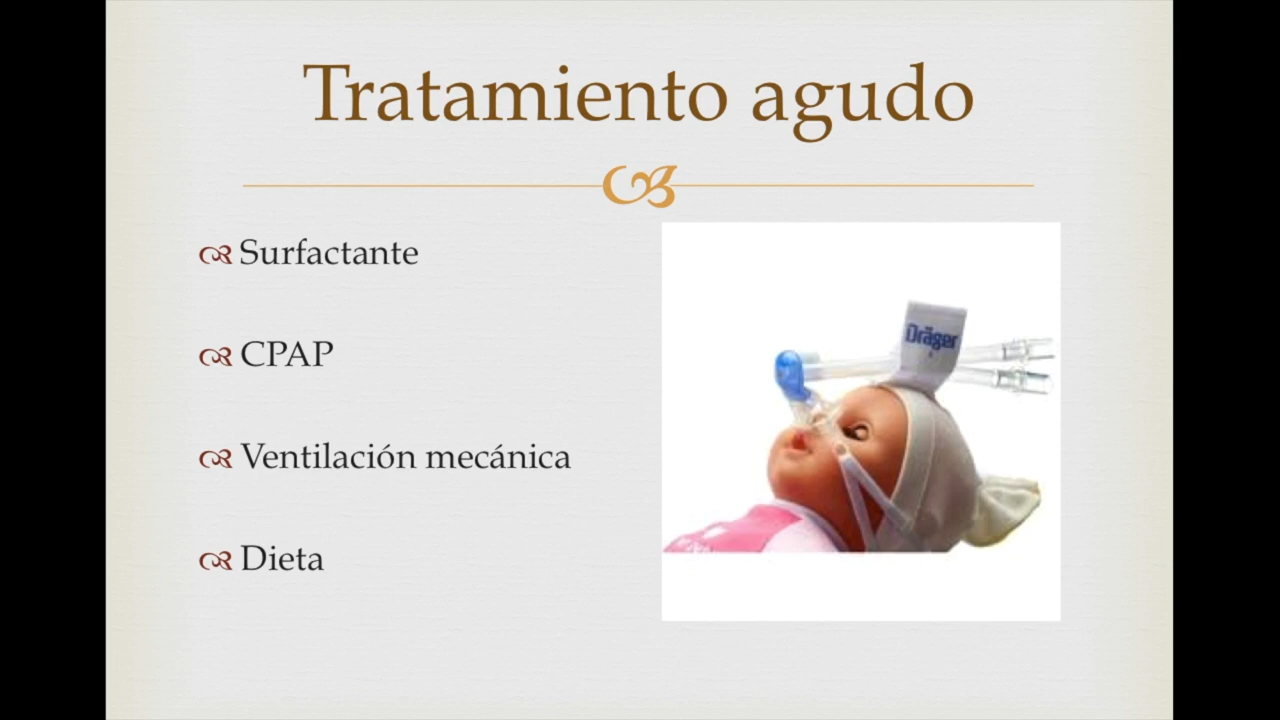 Tratamiento agudo
Surfactante
CPAP
Ventilación mecánica
Dieta
Dräger